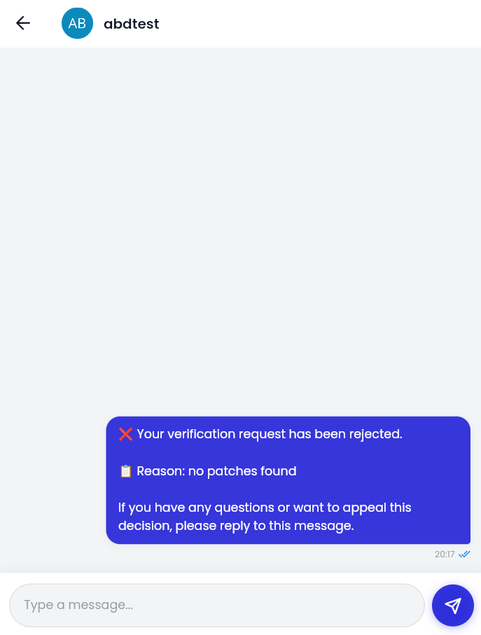 AB abdtest
❌ Your verification request has been rejected.
📋 Reason: no patches found
If you have any questions or want to appeal this
decision, please reply to this message.
20:17
Type a message...